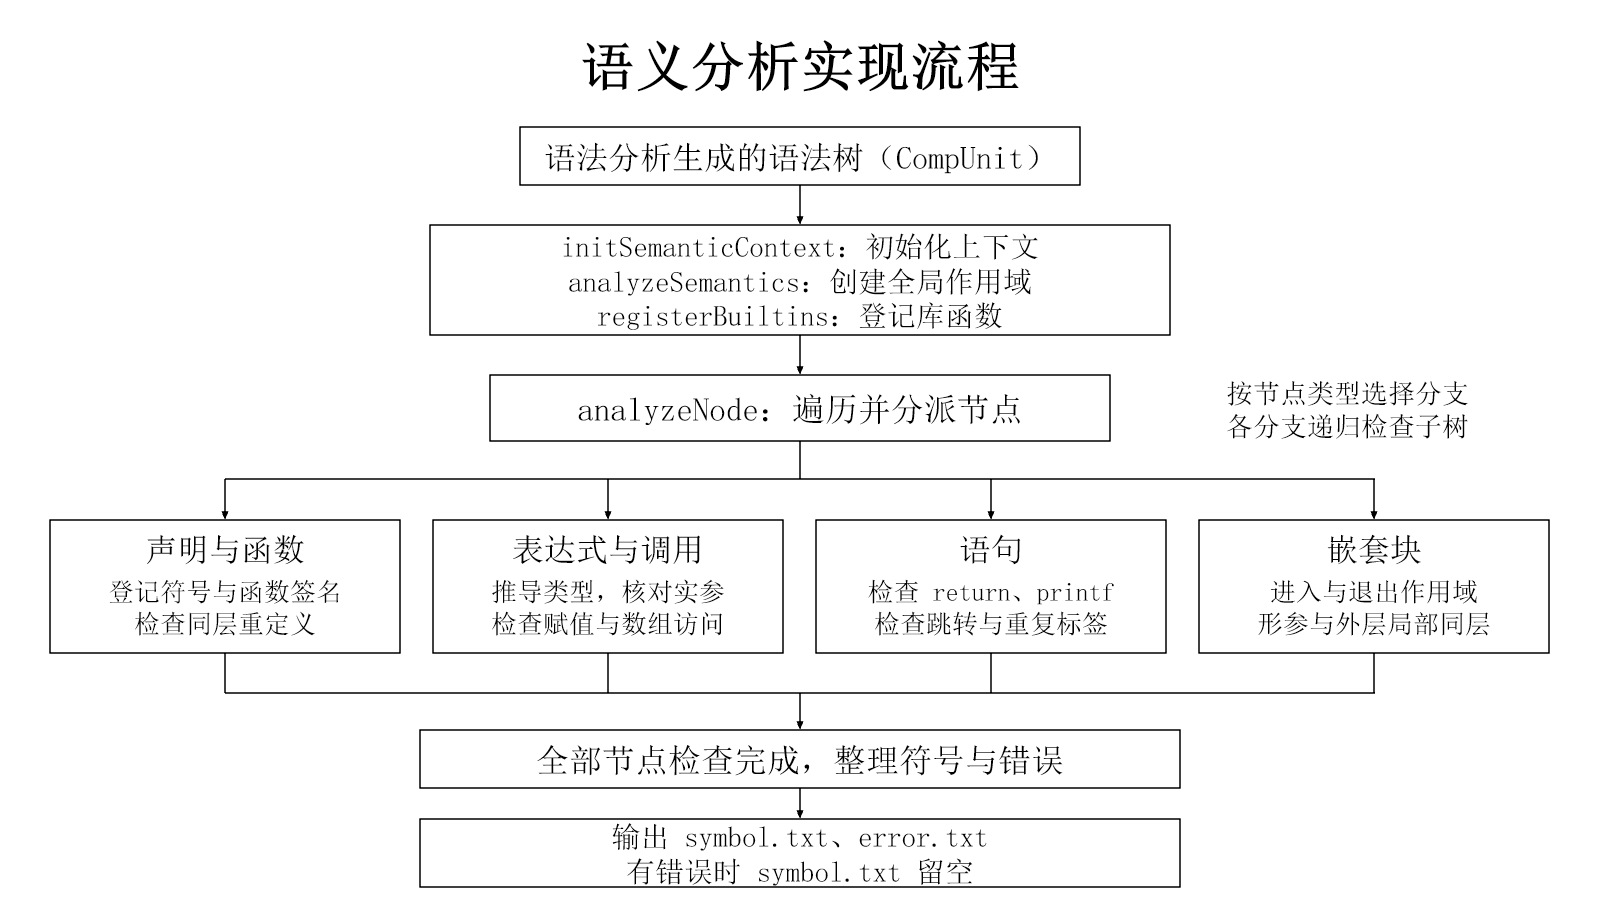 语义分析实现流程
语法分析生成的语法树（CompUnit）
initSemanticContext：初始化上下文
analyzeSemantics：创建全局作用域
registerBuiltins：登记库函数
analyzeNode：遍历并分派节点
按节点类型选择分支
各分支递归检查子树
声明与函数
登记符号与函数签名
检查同层重定义
表达式与调用
推导类型，核对实参
检查赋值与数组访问
语句
检查 return、printf
检查跳转与重复标签
嵌套块
进入与退出作用域
形参与外层局部同层
全部节点检查完成，整理符号与错误
输出 symbol.txt、error.txt
有错误时 symbol.txt 留空